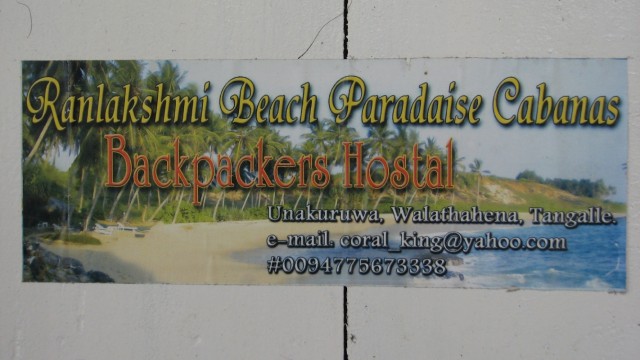 Ranlakshmi Beach Paradaise Cabanas
Backpackers Hostal
Unakuruwa, Walathahena, Tangalle.
e-mail. coral_king@yahoo.com
#0094775673338